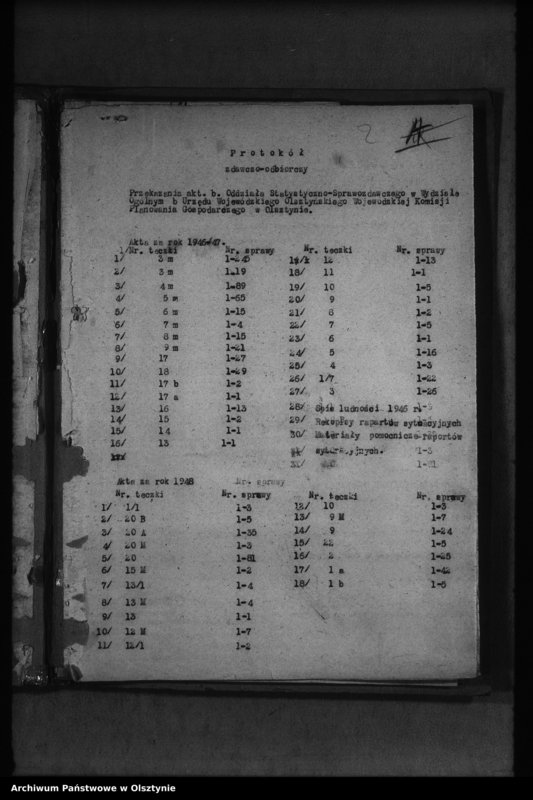 Protokół
zdawczo-odbiorczy
Przekazania akt. b. Oddziału Statystyczno-Sprawozdawczego w Wydziale
Ogólnym b Urzędu Wojewódzkiego Olsztyńskiego Wojewódzkiej Komisji
Planowania Gospodarczego w Olsztynie.
Akta za rok 1946/47.
Nr. teczki Nr. sprawy Nr. teczki Nr. sprawy
1/ 3 m 12 1-13
2/ 3 m 1-19 18/ 11 1-1
3/ 4 m 1-89 19/ 10 1-5
4/ 5 m 1-65 20/ 9 1-1
5/ 6 m 1-15 21/ 8 1-2
6/ 7 m 1-4 22/ 7 1-5
7/ 8 m 1-15 23/ 6 1-1
8/ 9 m 1-21 24/ 5 1-16
9/ 17 1-27 25/ 4 1-3
10/ 18 1-29 26/ 1/7 1-22
11/ 17 b 1-2 27/ 3 1-26
12/ 17 a 1-1 28/ Spis ludności 1946 r
13/ 16 1-13 29/ Rękopisy raportów sytuacyjnych
14/ 15 1-2 30/ Materiały pomocnicze raportów
15/ 14 1-1 sytuacyjnych. 1-3
16/ 13 1-1
Akta za rok 1948 Nr. sprawy
Nr. teczki Nr. sprawy Nr. teczki Nr. sprawy
1/ 1/1 1-3 12/ 10 1-3
2/ 20 B 1-5 13/ 9 M 1-7
3/ 20 A 1-35 14/ 9 1-24
4/ 20 M 1-3 15/ 22 1-5
5/ 20 1-81 16/ 2 1-25
6/ 15 M 1-2 17/ 1 a 1-42
7/ 13/1 1-4 18/ 1 b 1-5
8/ 13 M 1-4
9/ 13 1-1
10/ 12 M 1-7
11/ 12/1 1-2
Archiwum Państwowe w Olsztynie